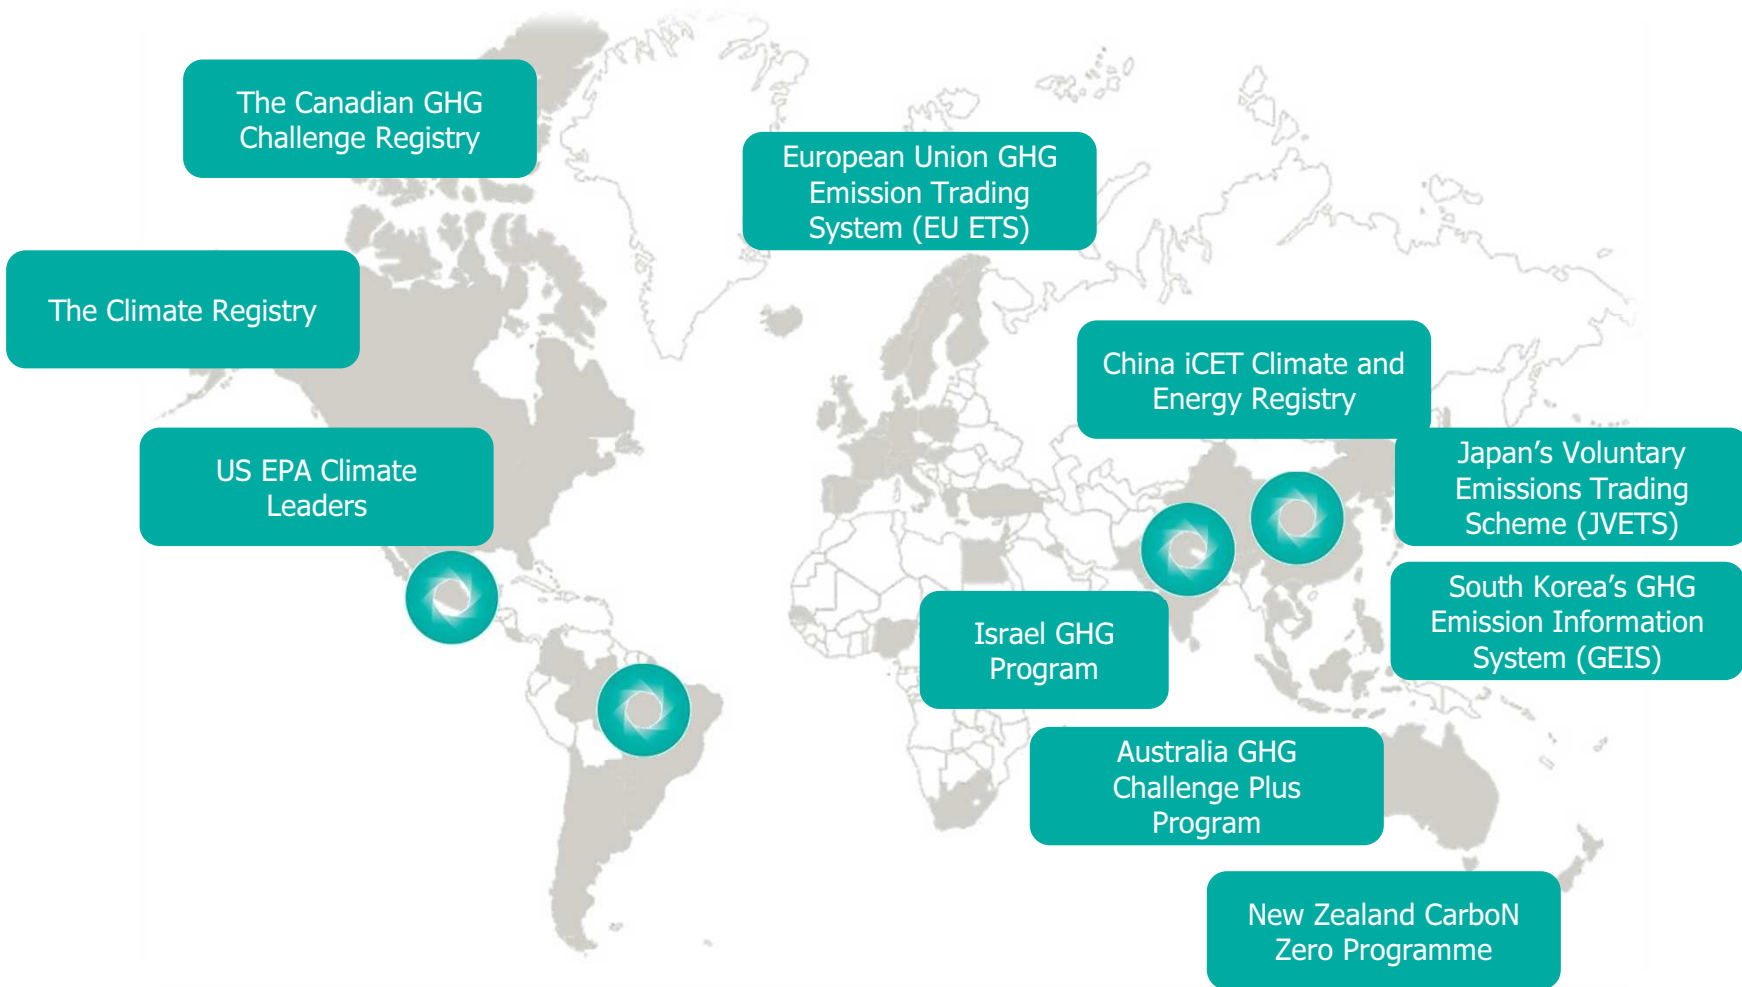 The Canadian GHG
Challenge Registry
European Union GHG
Emission Trading
System (EU ETS)
The Climate Registry
China iCET Climate and
Energy Registry
US EPA Climate
Leaders
Japan’s Voluntary
Emissions Trading
Scheme (JVETS)
South Korea’s GHG
Emission Information
System (GEIS)
Israel GHG
Program
Australia GHG
Challenge Plus
Program
New Zealand CarboN
Zero Programme